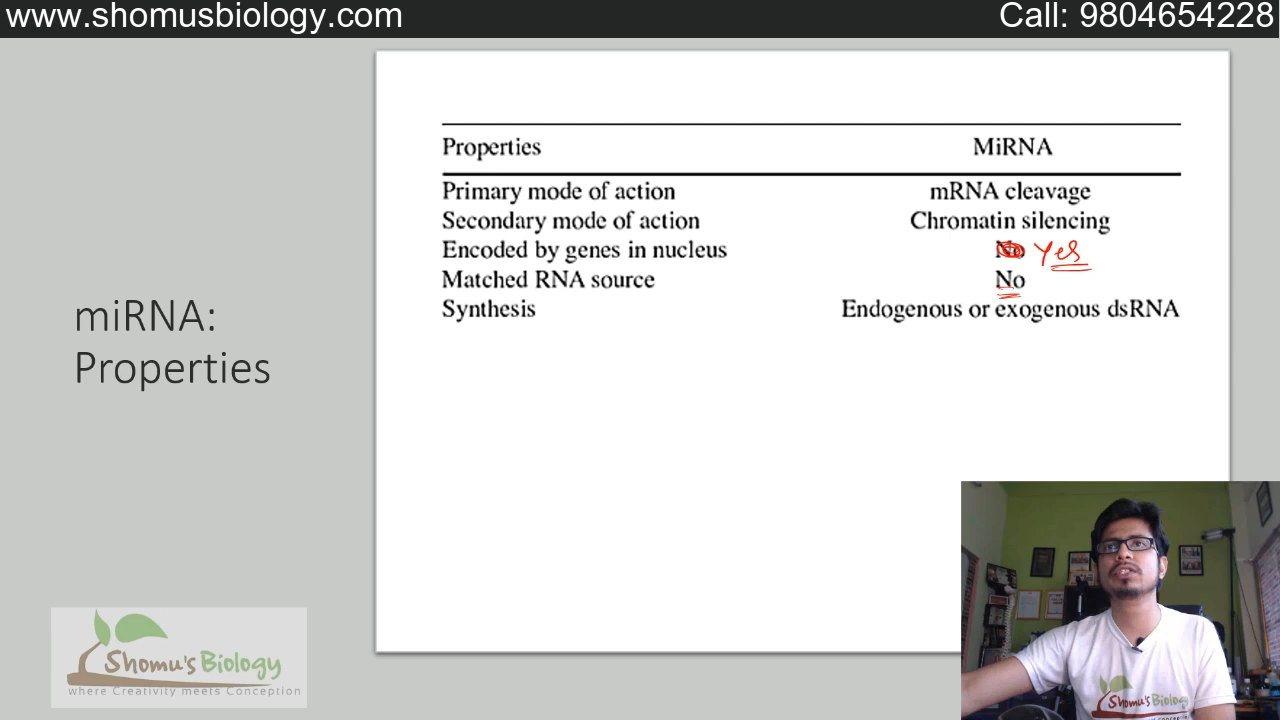 www.shomusbiology.com Call: 9804654228
miRNA:
Properties
Properties MiRNA
Primary mode of action mRNA cleavage
Secondary mode of action Chromatin silencing
Encoded by genes in nucleus No Yes
Matched RNA source No
Synthesis Endogenous or exogenous dsRNA
Shomu's Biology
where Creativity meets Conception
Shomu's Biology